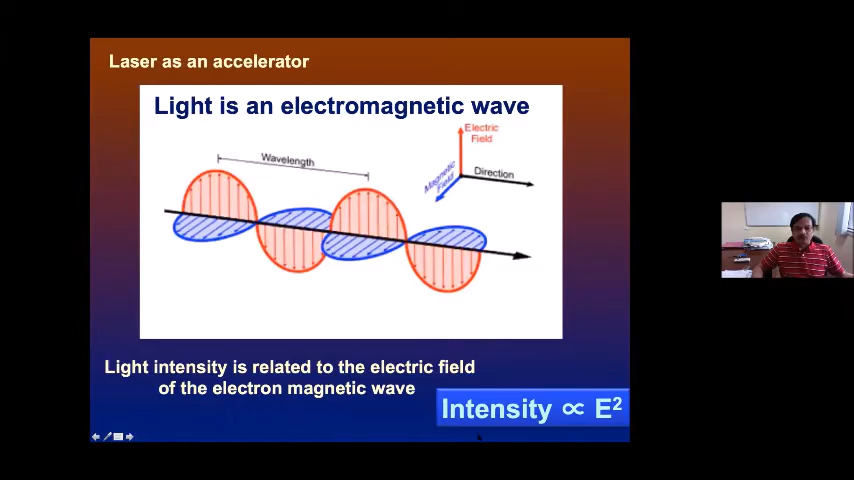 Laser as an accelerator
Light is an electromagnetic wave
Electric
Field
Wavelength
Magnetic
Field
Direction
Light intensity is related to the electric field
of the electron magnetic wave
Intensity ∝ E²